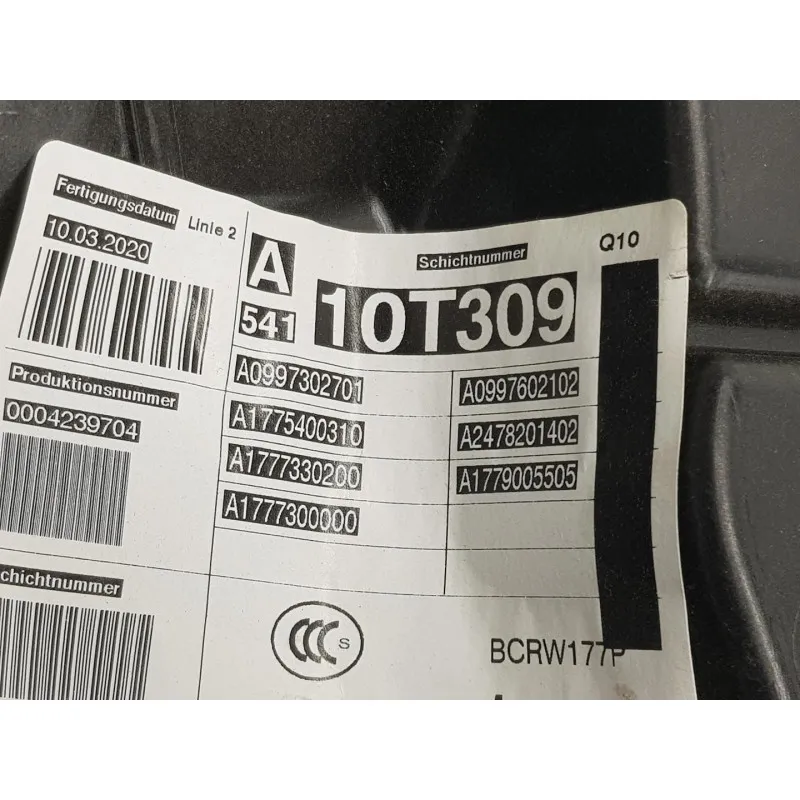 Fertigungsdatum Linie 2
10.03.2020
A
541
Schichtnummer
10T309
Q10
Produktionsnummer
0004239704
A0997302701
A0997602102
A1775400310
A2478201402
A1777330200
A1779005505
A1777300000
chichtnummer
CCC S
BCRW177P